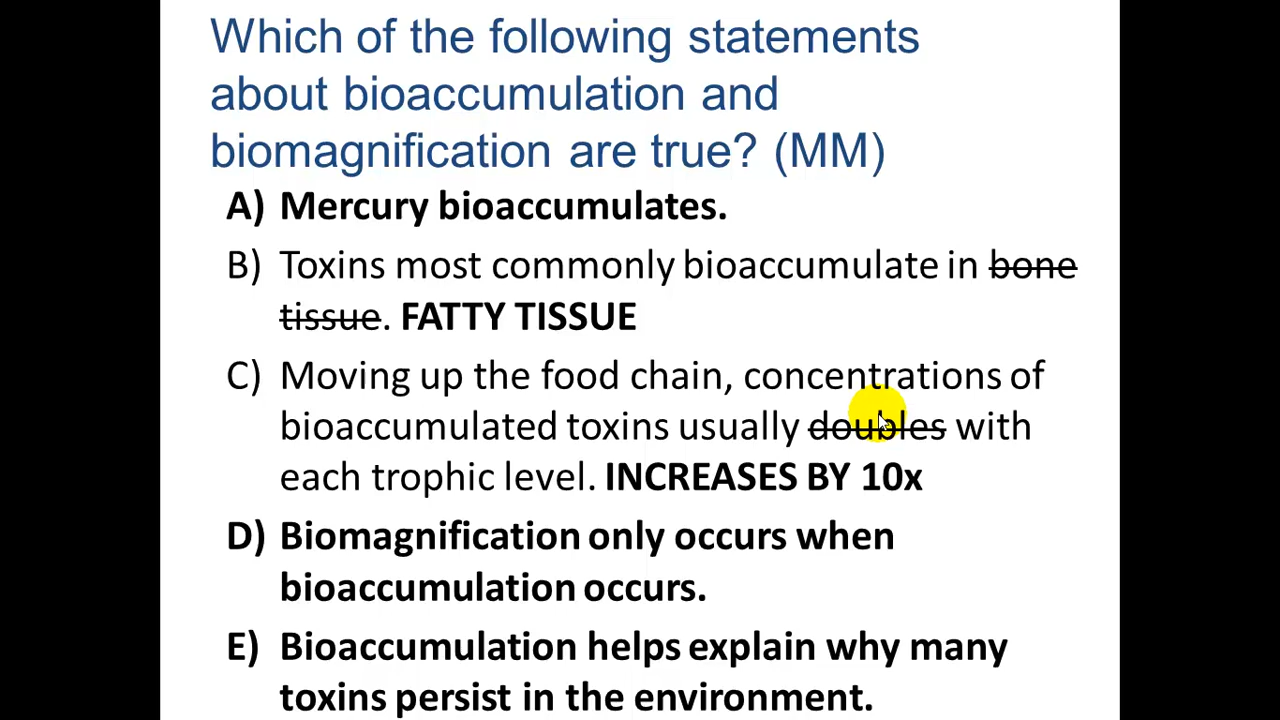 Which of the following statements
about bioaccumulation and
biomagnification are true? (MM)
A) Mercury bioaccumulates.
B) Toxins most commonly bioaccumulate in bone
tissue. FATTY TISSUE
C) Moving up the food chain, concentrations of
bioaccumulated toxins usually doubles with
each trophic level. INCREASES BY 10x
D) Biomagnification only occurs when
bioaccumulation occurs.
E) Bioaccumulation helps explain why many
toxins persist in the environment.